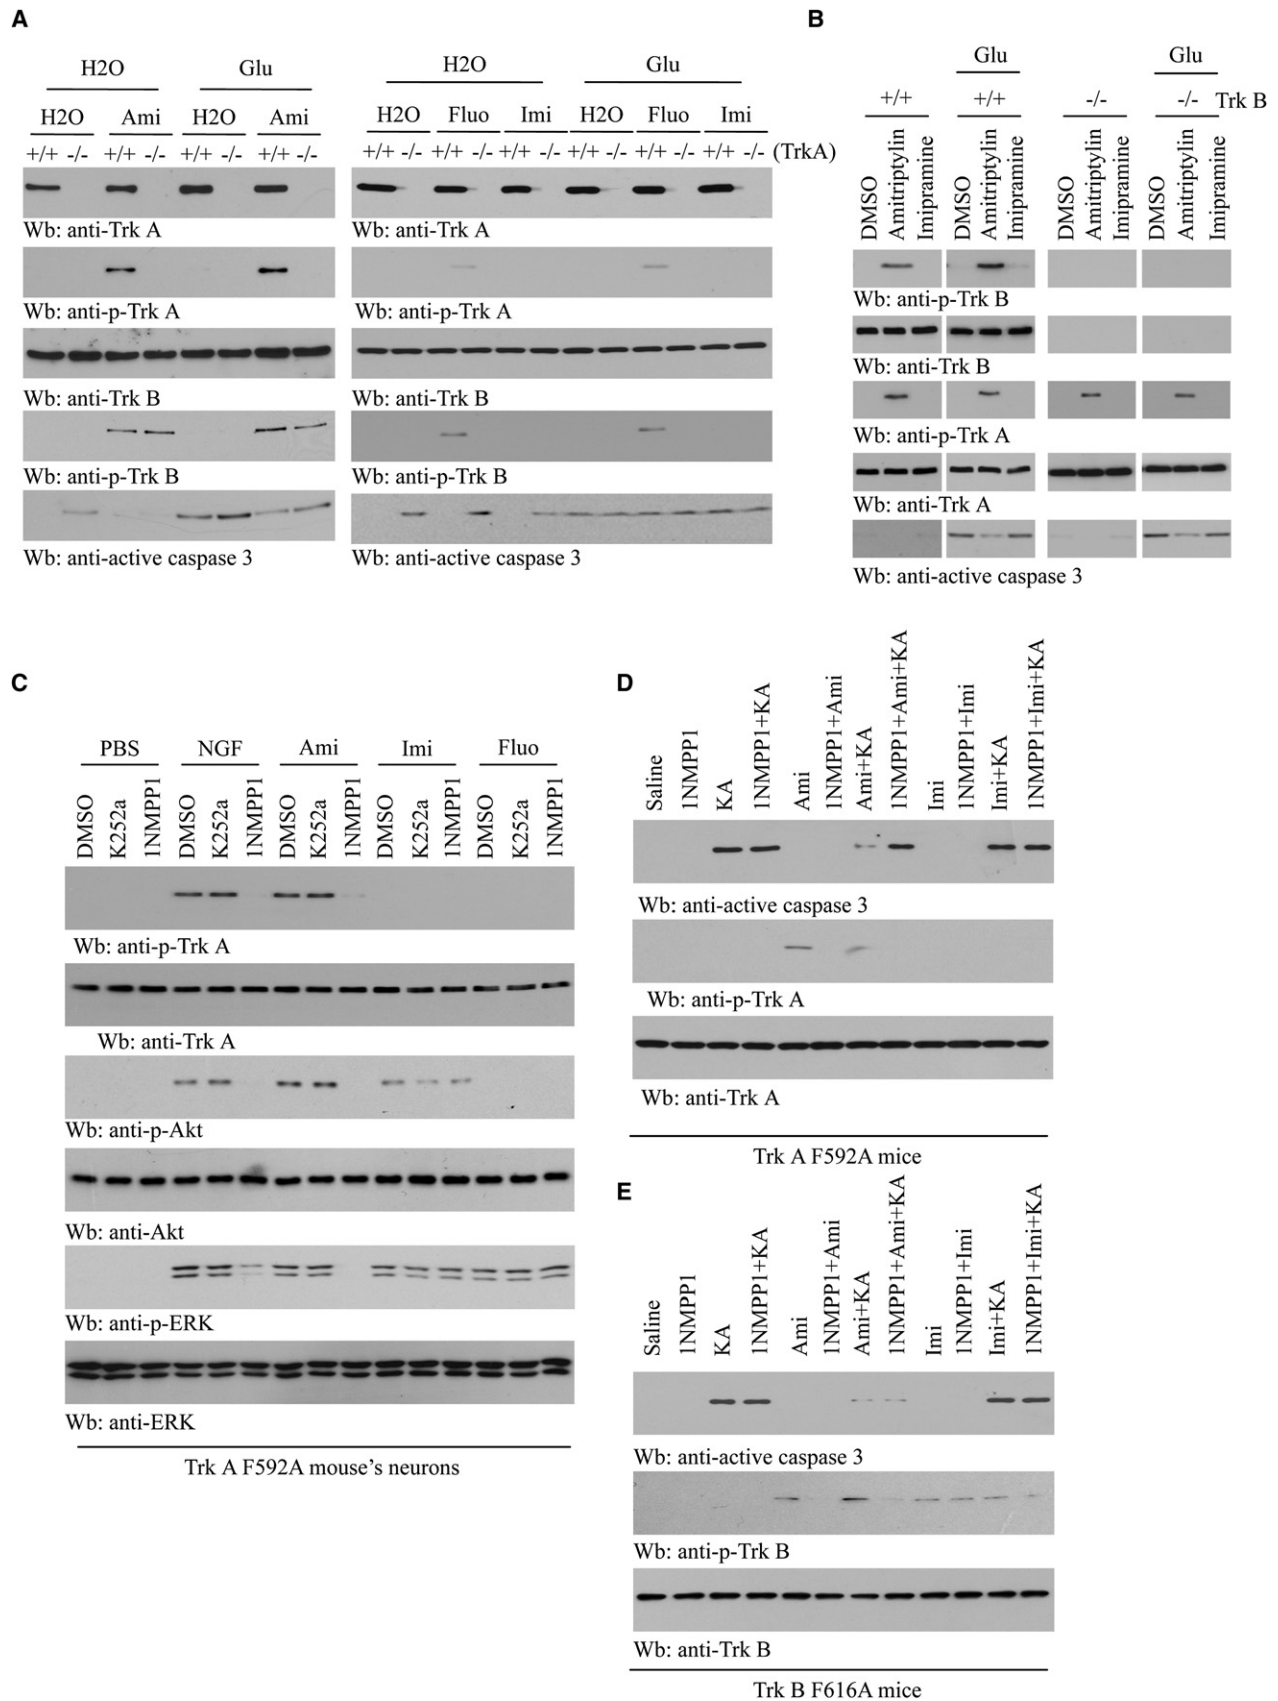 A
H2O Glu
H2O Ami H2O Ami
+/+ -/- +/+ -/- +/+ -/- +/+ -/-
H2O Glu
H2O Fluo Imi H2O Fluo Imi
+/+ -/- +/+ -/- +/+ -/- +/+ -/- +/+ -/- +/+ -/- (TrkA)
Wb: anti-Trk A Wb: anti-Trk A
Wb: anti-p-Trk A Wb: anti-p-Trk A
Wb: anti-Trk B Wb: anti-Trk B
Wb: anti-p-Trk B Wb: anti-p-Trk B
Wb: anti-active caspase 3 Wb: anti-active caspase 3
B
Glu Glu
+/+ +/+ -/- -/- Trk B
DMSO Amitriptylin Imipramine DMSO Amitriptylin Imipramine DMSO Amitriptylin Imipramine DMSO Amitriptylin Imipramine
Wb: anti-p-Trk B
Wb: anti-Trk B
Wb: anti-p-Trk A
Wb: anti-Trk A
Wb: anti-active caspase 3
C
PBS NGF Ami Imi Fluo
DMSO K252a 1NMPP1 DMSO K252a 1NMPP1 DMSO K252a 1NMPP1 DMSO K252a 1NMPP1 DMSO K252a 1NMPP1
Wb: anti-p-Trk A
Wb: anti-Trk A
Wb: anti-p-Akt
Wb: anti-Akt
Wb: anti-p-ERK
Wb: anti-ERK
Trk A F592A mouse's neurons
D
Saline 1NMPP1 KA 1NMPP1+KA Ami 1NMPP1+Ami Ami+KA 1NMPP1+Ami+KA Imi 1NMPP1+Imi Imi+KA 1NMPP1+Imi+KA
Wb: anti-active caspase 3
Wb: anti-p-Trk A
Wb: anti-Trk A
Trk A F592A mice
E
Saline 1NMPP1 KA 1NMPP1+KA Ami 1NMPP1+Ami Ami+KA 1NMPP1+Ami+KA Imi 1NMPP1+Imi Imi+KA 1NMPP1+Imi+KA
Wb: anti-active caspase 3
Wb: anti-p-Trk B
Wb: anti-Trk B
Trk B F616A mice